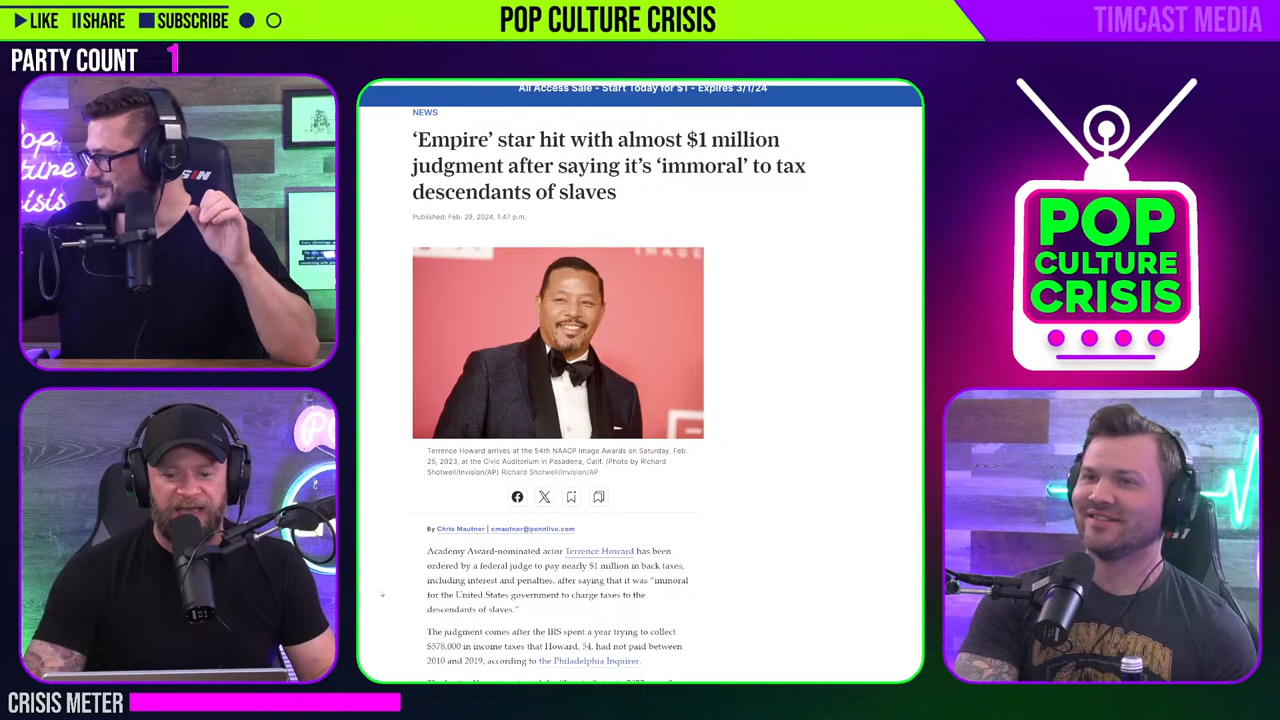 LIKE SHARE SUBSCRIBE
POP CULTURE CRISIS
TIMCAST MEDIA
PARTY COUNT 1
All Access Sale - Start Today for $1 - Expires 3/1/24
NEWS
‘Empire’ star hit with almost $1 million
judgment after saying it’s ‘immoral’ to tax
descendants of slaves
Published: Feb. 29, 2024, 1:47 p.m.
IMAGE
Terrence Howard arrives at the 54th NAACP Image Awards on Saturday, Feb.
25, 2023, at the Civic Auditorium in Pasadena, Calif. (Photo by Richard
Shotwell/Invision/AP) Richard Shotwell/Invision/AP
By Chris Mautner | cmautner@pennlive.com
Academy Award-nominated actor Terrence Howard has been
ordered by a federal judge to pay nearly $1 million in back taxes,
including interest and penalties, after saying that it was “immoral
for the United States government to charge taxes to the
descendants of slaves.”
The judgment comes after the IRS spent a year trying to collect
$578,000 in income taxes that Howard, 54, had not paid between
2010 and 2019, according to the Philadelphia Inquirer.
POP
CULTURE
CRISIS
CRISIS METER